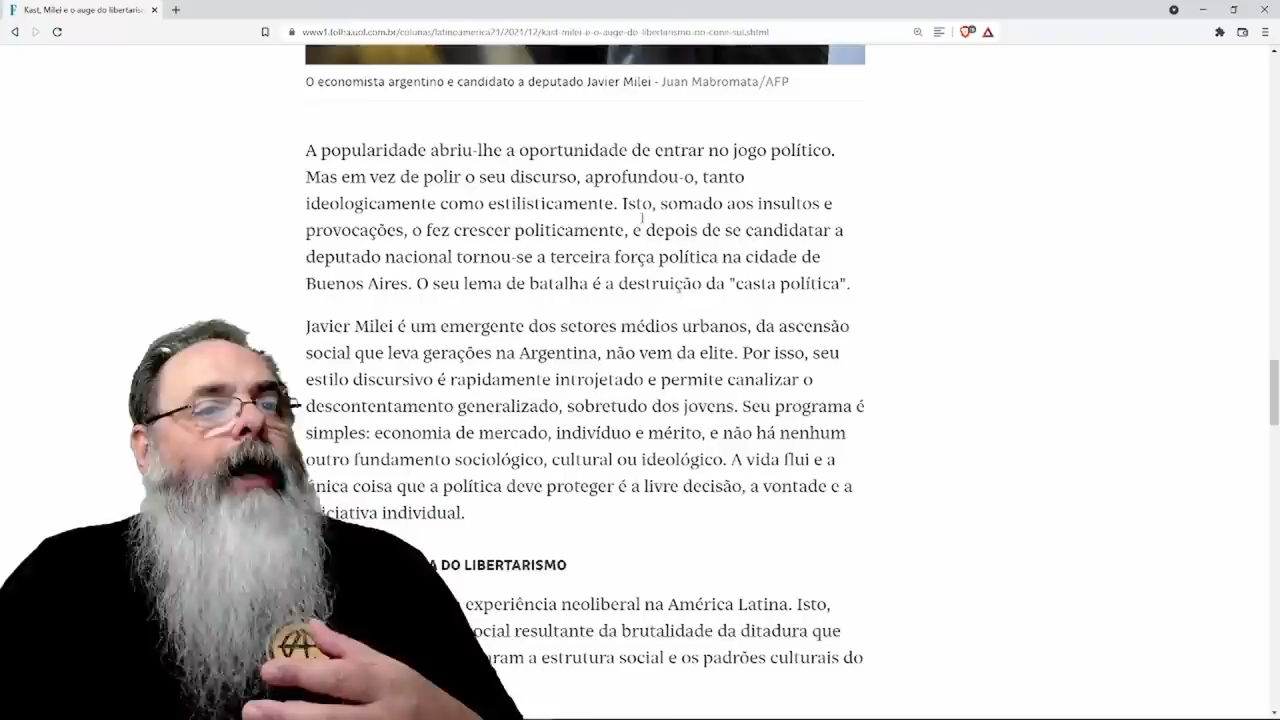 Kast, Milei e o auge do libertaris
www1.folha.uol.com.br/colunas/latinoamerica21/2021/12/kast-milei-e-o-auge-do-libertarismo-no-cone-sul.shtml
O economista argentino e candidato a deputado Javier Milei - Juan Mabromata/AFP
A popularidade abriu-lhe a oportunidade de entrar no jogo político.
Mas em vez de polir o seu discurso, aprofundou-o, tanto
ideologicamente como estilisticamente. Isto, somado aos insultos e
provocações, o fez crescer politicamente, e depois de se candidatar a
deputado nacional tornou-se a terceira força política na cidade de
Buenos Aires. O seu lema de batalha é a destruição da "casta política".
Javier Milei é um emergente dos setores médios urbanos, da ascensão
social que leva gerações na Argentina, não vem da elite. Por isso, seu
estilo discursivo é rapidamente introjetado e permite canalizar o
descontentamento generalizado, sobretudo dos jovens. Seu programa é
simples: economia de mercado, indivíduo e mérito, e não há nenhum
outro fundamento sociológico, cultural ou ideológico. A vida flui e a
única coisa que a política deve proteger é a livre decisão, a vontade e a
iniciativa individual.
DO LIBERTARISMO
experiência neoliberal na América Latina. Isto,
social resultante da brutalidade da ditadura que
a estrutura social e os padrões culturais do